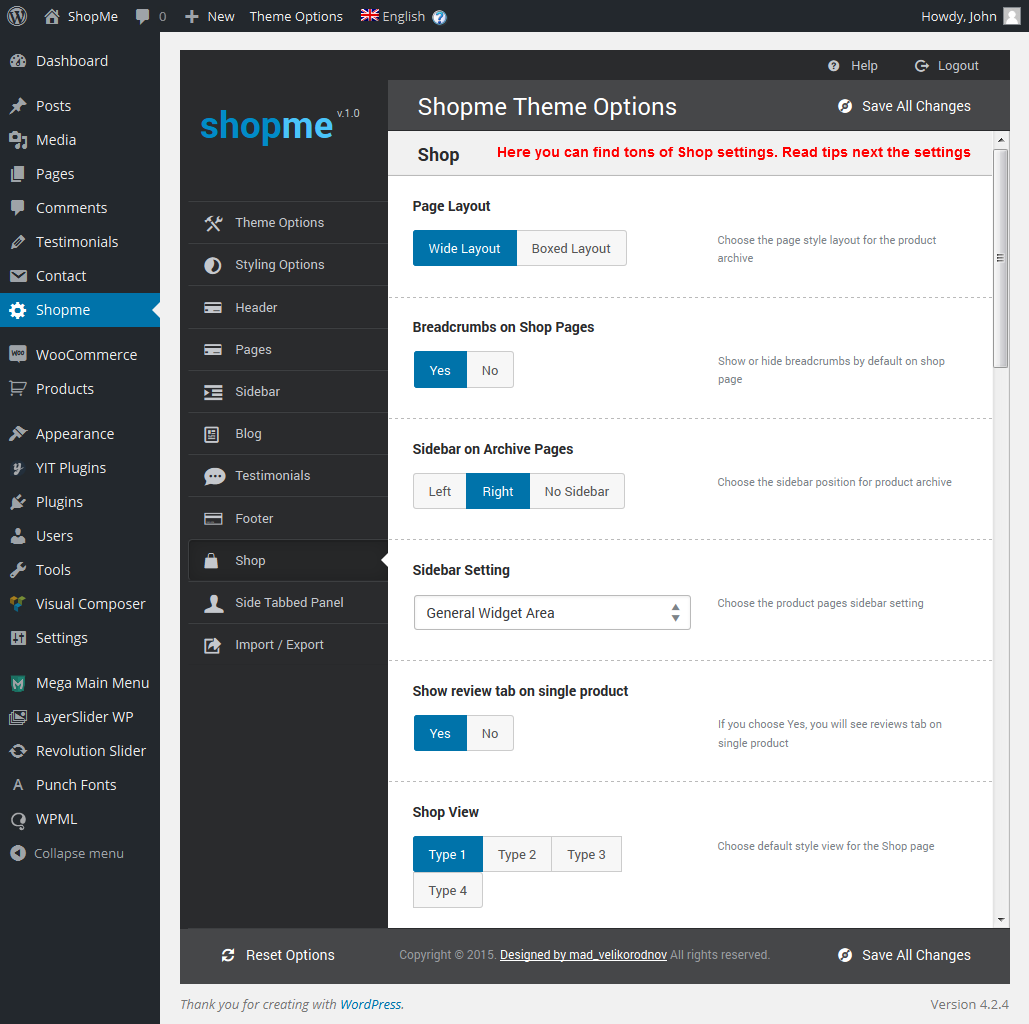 ShopMe 0 New Theme Options English Howdy, John
Dashboard
Posts
Media
Pages
Comments
Testimonials
Contact
Shopme
WooCommerce
Products
Appearance
YIT Plugins
Plugins
Users
Tools
Visual Composer
Settings
Mega Main Menu
LayerSlider WP
Revolution Slider
Punch Fonts
WPML
Collapse menu
Help Logout
shopme v.1.0
Shopme Theme Options Save All Changes
Theme Options
Styling Options
Header
Pages
Sidebar
Blog
Testimonials
Footer
Shop
Side Tabbed Panel
Import / Export
Shop Here you can find tons of Shop settings. Read tips next the settings
Page Layout
Wide Layout Boxed Layout
Choose the page style layout for the product
archive
Breadcrumbs on Shop Pages
Yes No
Show or hide breadcrumbs by default on shop
page
Sidebar on Archive Pages
Left Right No Sidebar
Choose the sidebar position for product archive
Sidebar Setting
General Widget Area
Choose the product pages sidebar setting
Show review tab on single product
Yes No
If you choose Yes, you will see reviews tab on
single product
Shop View
Type 1 Type 2 Type 3
Type 4
Choose default style view for the Shop page
Reset Options Copyright © 2015. Designed by mad_velikorodnov All rights reserved. Save All Changes
Thank you for creating with WordPress. Version 4.2.4